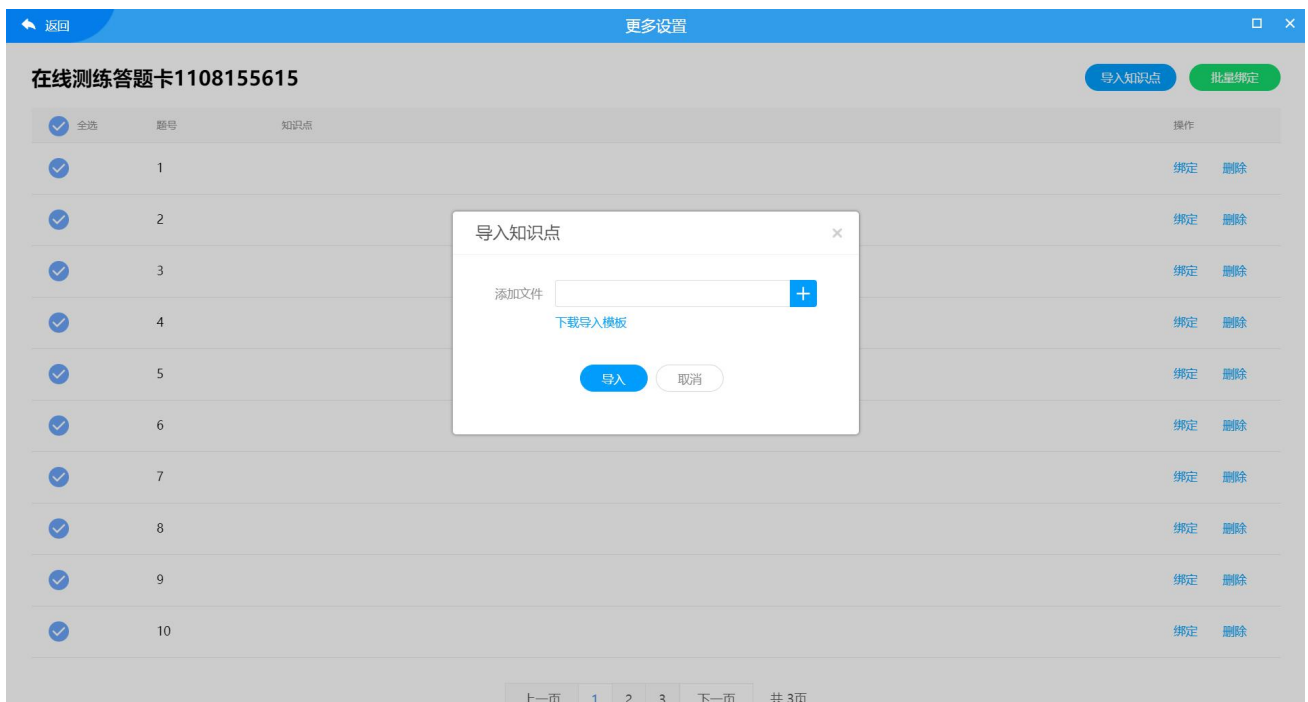 返回 更多设置
在线测练答题卡1108155615 导入知识点 批量绑定
全选 题号 知识点 操作
1 绑定 删除
2 绑定 删除
导入知识点
3 绑定 删除
添加文件
4 绑定 删除
下载导入模板
5 绑定 删除
导入 取消
6 绑定 删除
7 绑定 删除
8 绑定 删除
9 绑定 删除
10 绑定 删除
上一页 1 2 3 下一页 共 3页